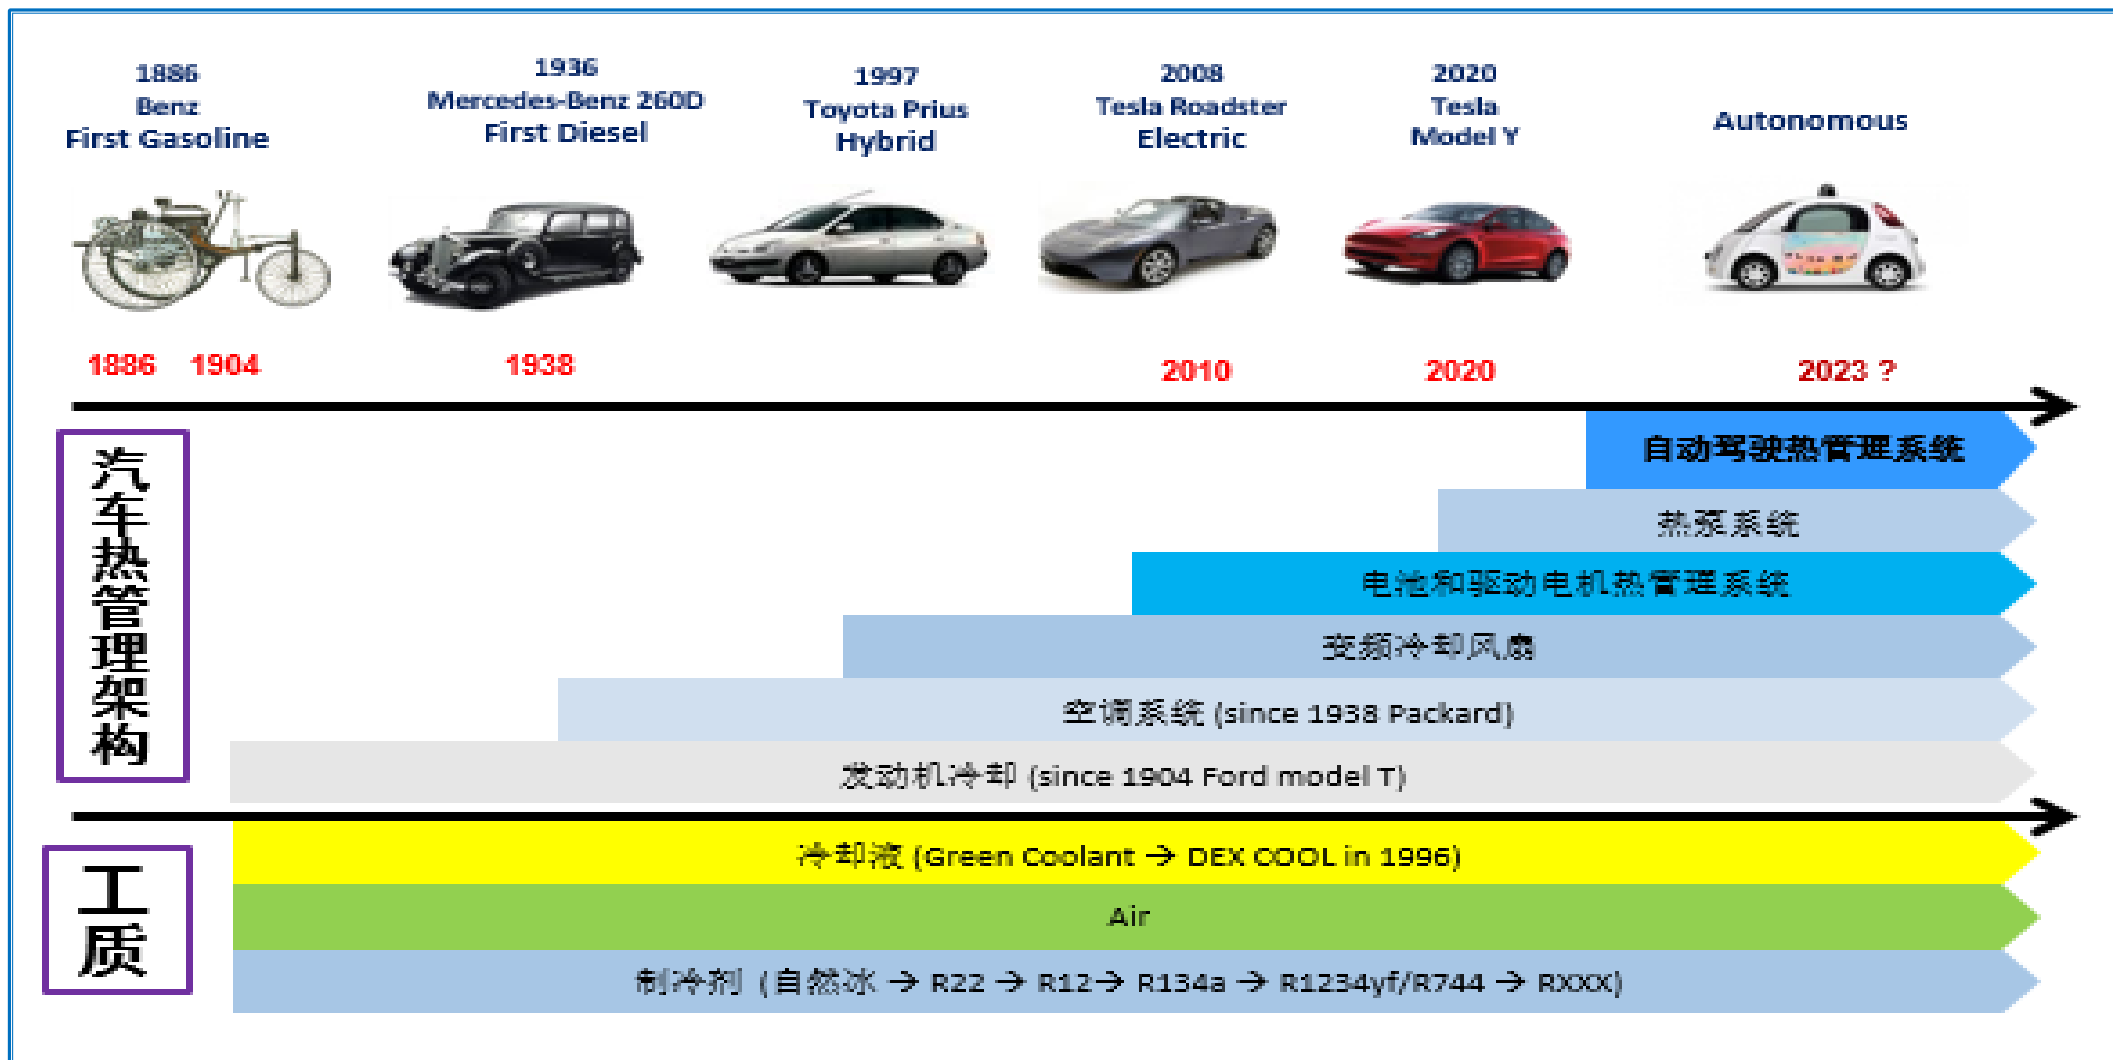 1886
Benz
First Gasoline
1936
Mercedes-Benz 260D
First Diesel
1997
Toyota Prius
Hybrid
2008
Tesla Roadster
Electric
2020
Tesla
Model Y
Autonomous
1886
1904
1938
2010
2020
2023 ?
汽车热管理架构
自动驾驶热管理系统
热泵系统
电池和驱动电机热管理系统
变频冷却风扇
空调系统 (since 1938 Packard)
发动机冷却 (since 1904 Ford model T)
工质
冷却液 (Green Coolant → DEX COOL in 1996)
Air
制冷剂 (自然冰 → R22 → R12→ R134a → R1234yf/R744 → RXXX)